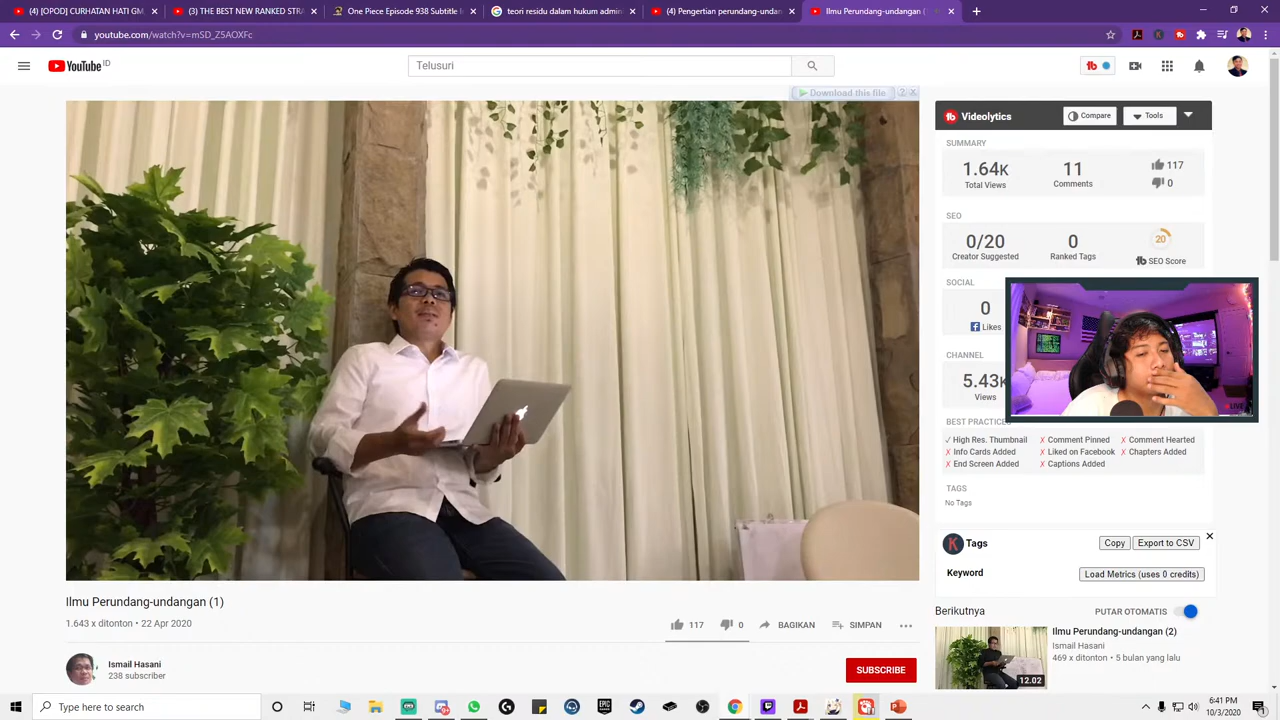 (4) [OPOD] CURHATAN HATI GM
(3) THE BEST NEW RANKED STRA
One Piece Episode 938 Subtitle
teori residu dalam hukum admini
(4) Pengertian perundang-undan
youtube.com/watch?v=mSD_Z5AOXFc
YouTube ID
Telusuri
Download this file
Videolytics
Compare
Tools
SUMMARY
1.64K
11
117
Total Views
Comments
0
SEO
0/20
0
20
Creator Suggested
Ranked Tags
SEO Score
SOCIAL
0
Likes
CHANNEL
5.43K
Views
LIVE
BEST PRACTICES
High Res. Thumbnail
Comment Pinned
Comment Hearted
Info Cards Added
Liked on Facebook
Chapters Added
End Screen Added
Captions Added
TAGS
No Tags
K Tags
Copy
Export to CSV
Keyword
Load Metrics (uses 0 credits)
Ilmu Perundang-undangan (1)
1.643 x ditonton • 22 Apr 2020
117
0
BAGIKAN
SIMPAN
Berikutnya
PUTAR OTOMATIS
Ismail Hasani
238 subscriber
SUBSCRIBE
Ilmu Perundang-undangan (2)
Ismail Hasani
469 x ditonton • 5 bulan yang lalu
12.02
Type here to search
6:41 PM
10/3/2020